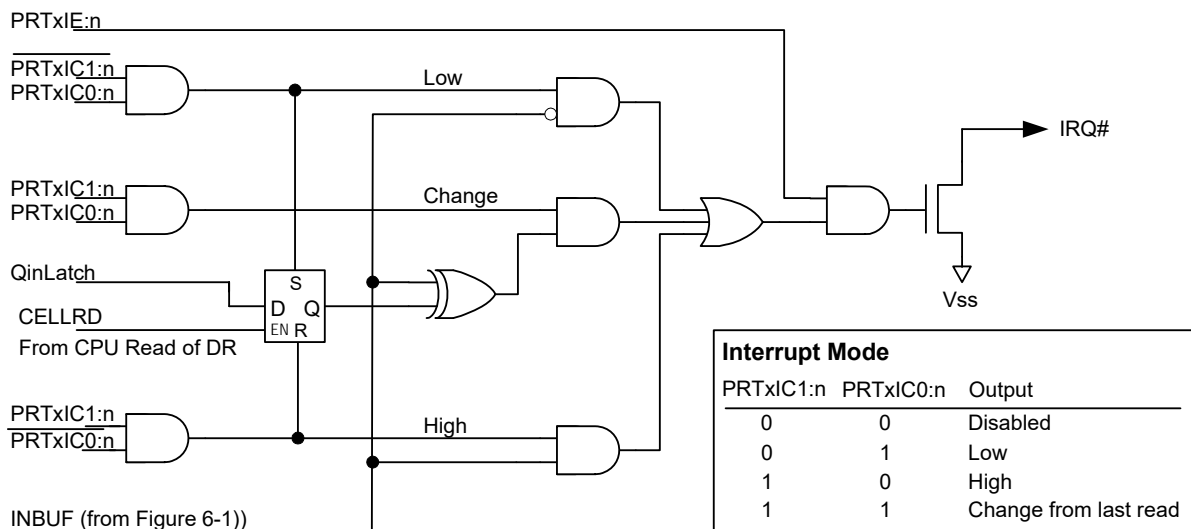 PRTxIE:n
PRTxIC1:n
PRTxIC0:n
Low
IRQ#
PRTxIC1:n
PRTxIC0:n
Change
QinLatch
S
D Q
EN R
CELLRD
From CPU Read of DR
Vss
PRTxIC1:n
PRTxIC0:n
High
INBUF (from Figure 6-1))
Interrupt Mode
PRTxIC1:n PRTxIC0:n Output
0 0 Disabled
0 1 Low
1 0 High
1 1 Change from last read